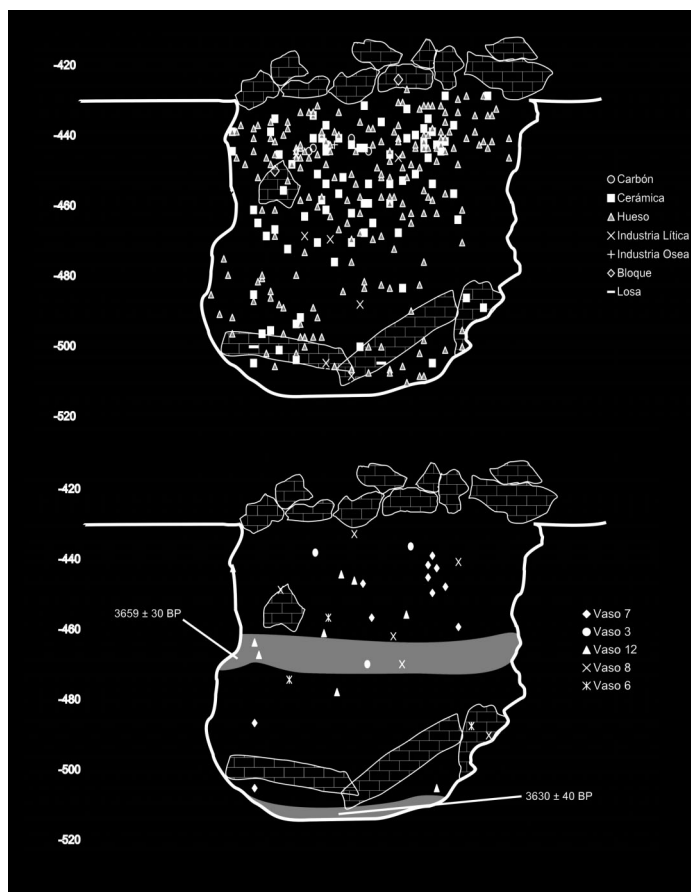 -420
-440
-460
-480
-500
-520
Carbón
Cerámica
Hueso
Industria Lítica
Industria Osea
Bloque
Losa
-420
-440
-460
-480
-500
-520
3659 ± 30 BP
Vaso 7
Vaso 3
Vaso 12
Vaso 8
Vaso 6
3630 ± 40 BP